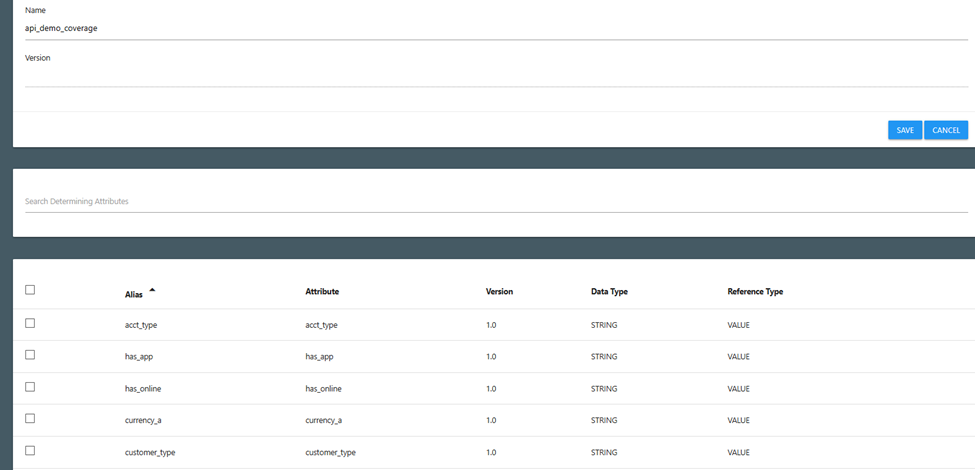 Name
api_demo_coverage
Version
SAVE CANCEL
Search Determining Attributes
Alias Attribute Version Data Type Reference Type
acct_type acct_type 1.0 STRING VALUE
has_app has_app 1.0 STRING VALUE
has_online has_online 1.0 STRING VALUE
currency_a currency_a 1.0 STRING VALUE
customer_type customer_type 1.0 STRING VALUE